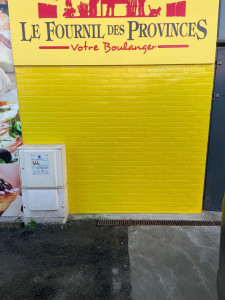 LE FOURNIL DES PROVINCES
Votre Boulanger